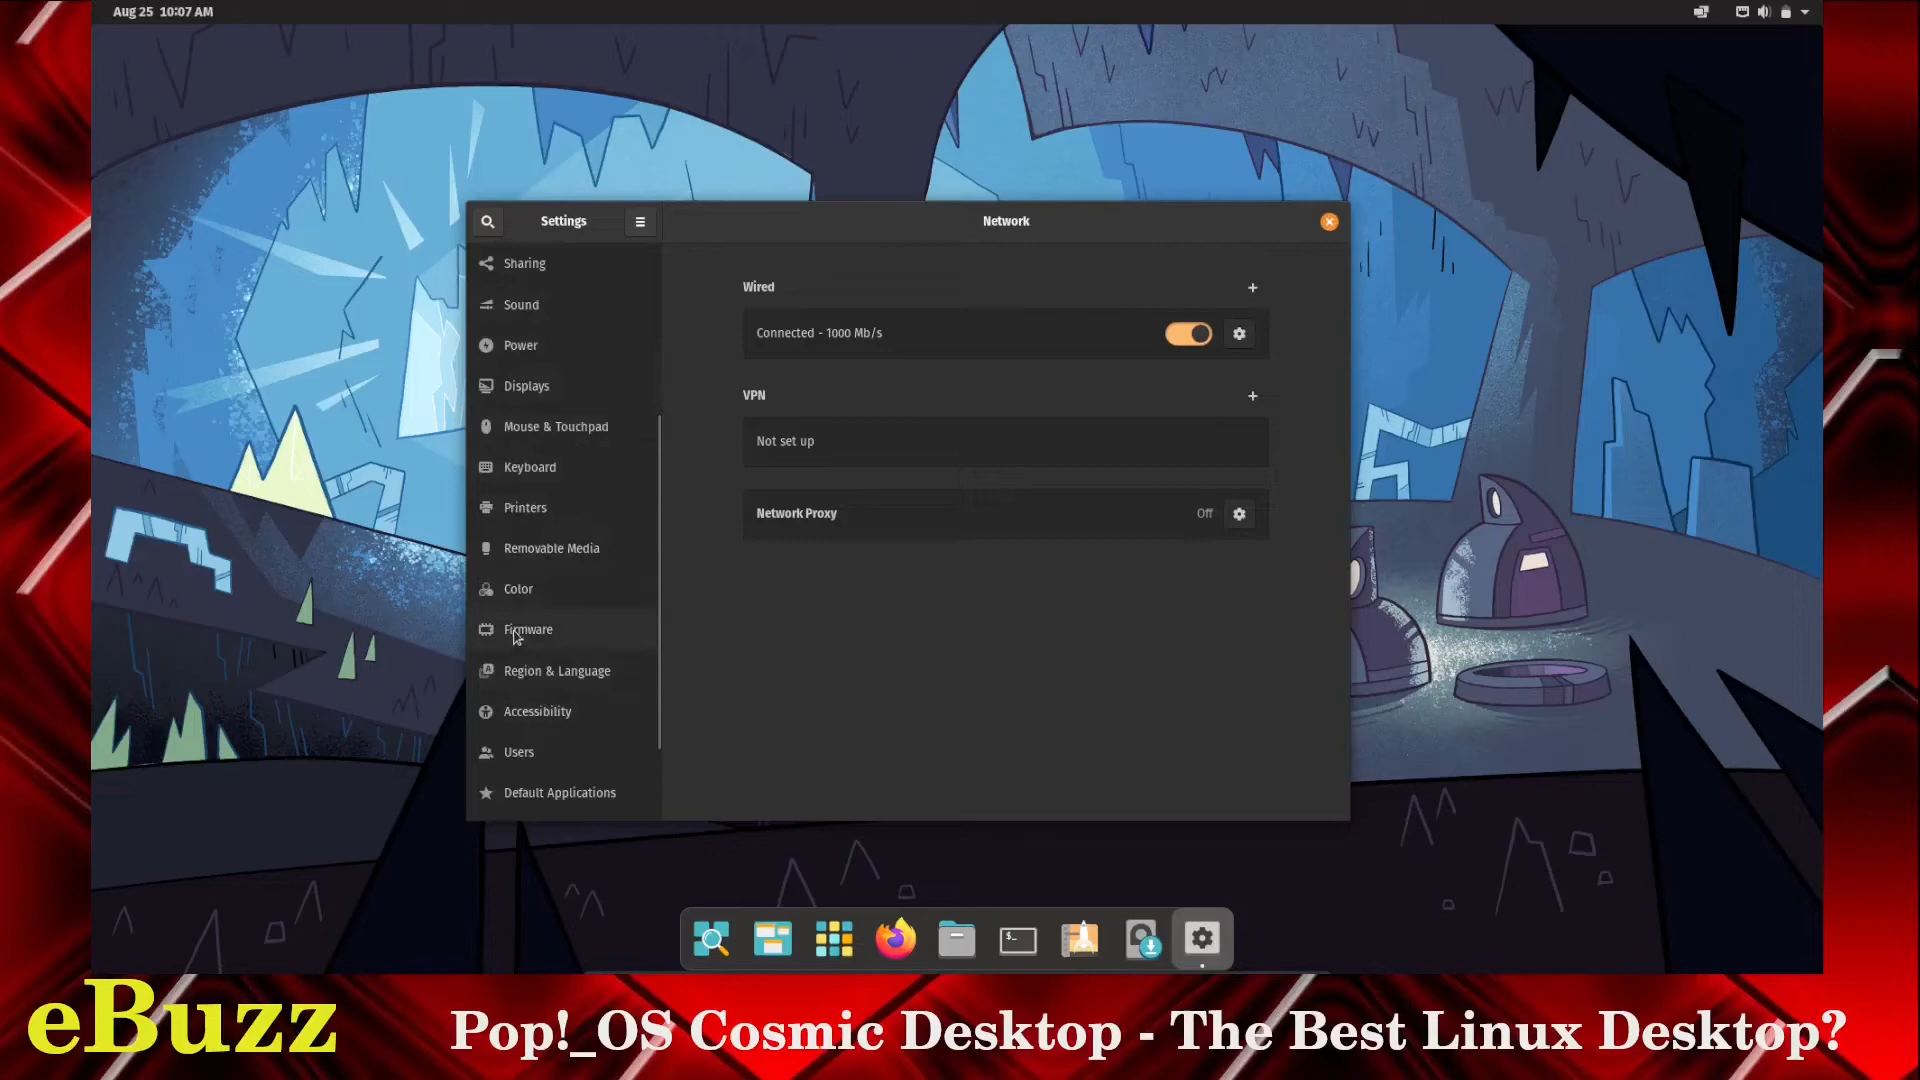 Aug 25 10:07 AM
Settings
Network
Sharing
Sound
Power
Displays
Mouse & Touchpad
Keyboard
Printers
Removable Media
Color
Firmware
Region & Language
Accessibility
Users
Default Applications
Wired
Connected - 1000 Mb/s
VPN
Not set up
Network Proxy
Off
eBuzz
Pop!_OS Cosmic Desktop - The Best Linux Desktop?